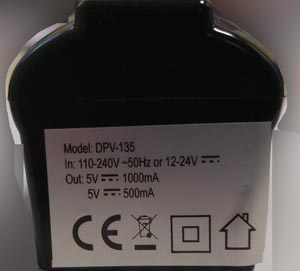 Model: DPV-135
In: 110-240V ~50Hz or 12-24V ⎓
Out: 5V ⎓ 1000mA
5V ⎓ 500mA
CE